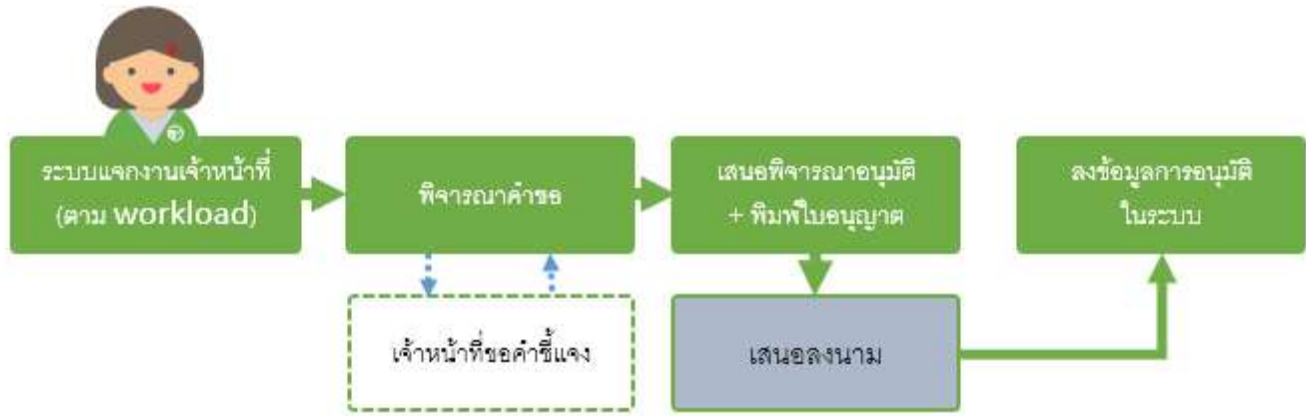 ระบบแจกงานเจ้าหน้าที่
(ตาม workload)
พิจารณาคำขอ
เสนอพิจารณาอนุมัติ
+ พิมพ์ใบอนุญาต
ลงข้อมูลการอนุมัติ
ในระบบ
เจ้าหน้าที่ขอคำชี้แจง
เสนอลงนาม